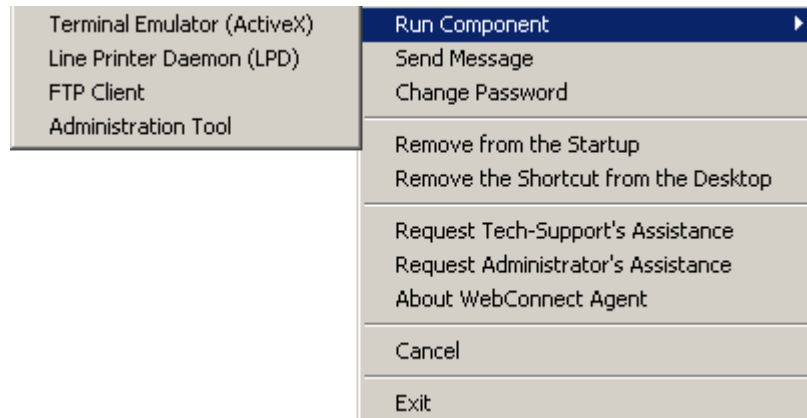 Terminal Emulator (ActiveX)
Line Printer Daemon (LPD)
FTP Client
Administration Tool
Run Component
Send Message
Change Password
Remove from the Startup
Remove the Shortcut from the Desktop
Request Tech-Support's Assistance
Request Administrator's Assistance
About WebConnect Agent
Cancel
Exit